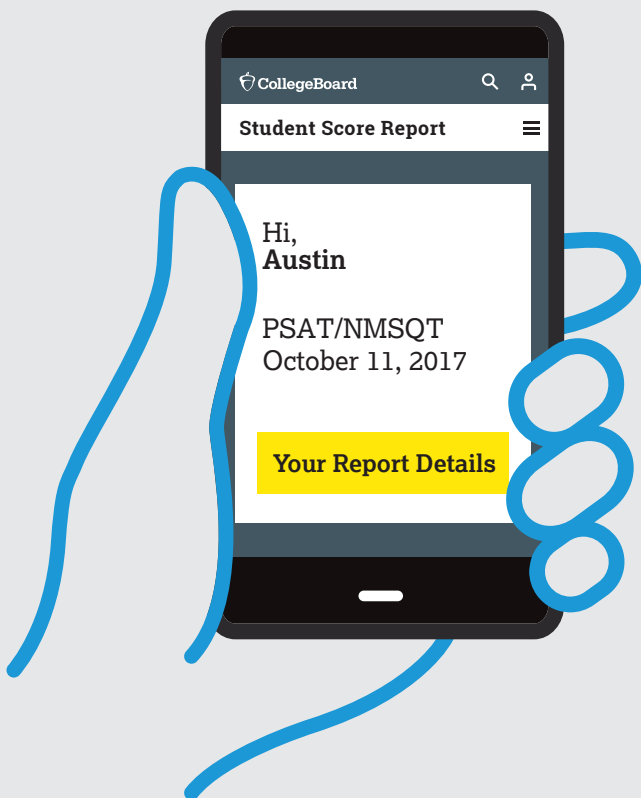 CollegeBoard
Student Score Report
Hi,
Austin
PSAT/NMSQT
October 11, 2017
Your Report Details